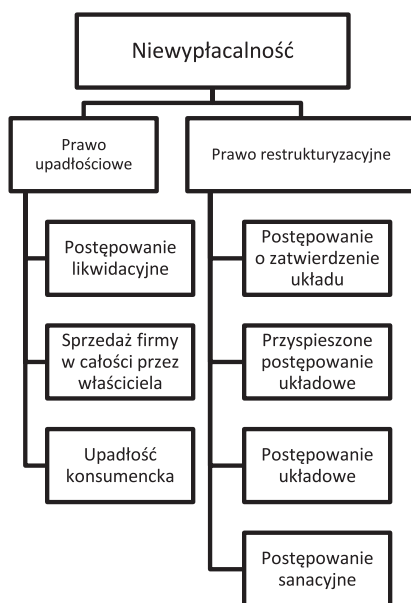 Niewypłacalność
Prawo
upadłościowe
Postępowanie
likwidacyjne
Sprzedaż firmy
w całości przez
właściciela
Upadłość
konsumencka
Prawo restrukturyzacyjne
Postępowanie
o zatwierdzenie
układu
Przyspieszone
postępowanie
układowe
Postępowanie
układowe
Postępowanie
sanacyjne